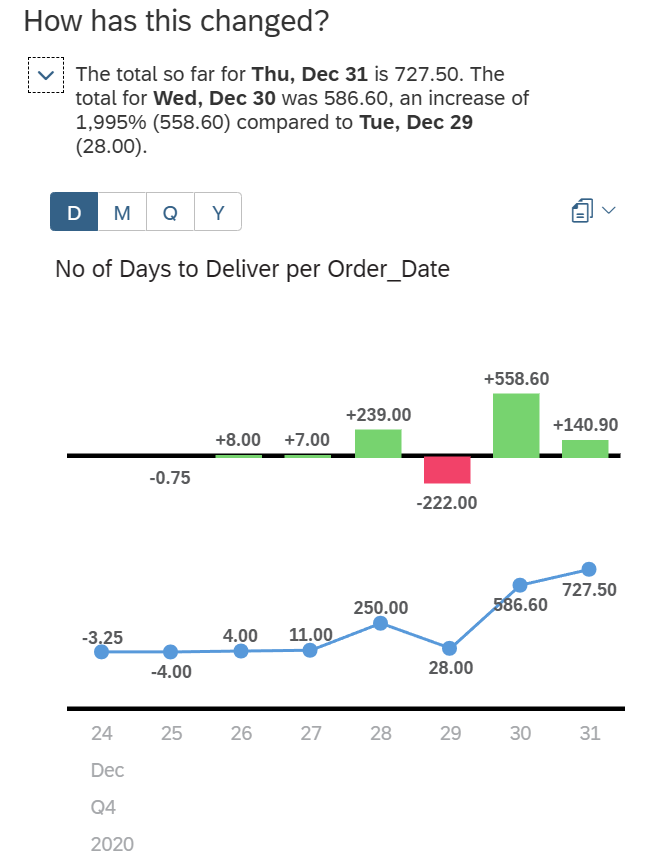 How has this changed?
The total so far for Thu, Dec 31 is 727.50. The
total for Wed, Dec 30 was 586.60, an increase of
1,995% (558.60) compared to Tue, Dec 29
(28.00).
D M Q Y
No of Days to Deliver per Order_Date
+558.60
+239.00
+140.90
+8.00 +7.00
-0.75
-222.00
727.50
586.60
250.00
-3.25 4.00 11.00
-4.00 28.00
24 25 26 27 28 29 30 31
Dec
Q4
2020